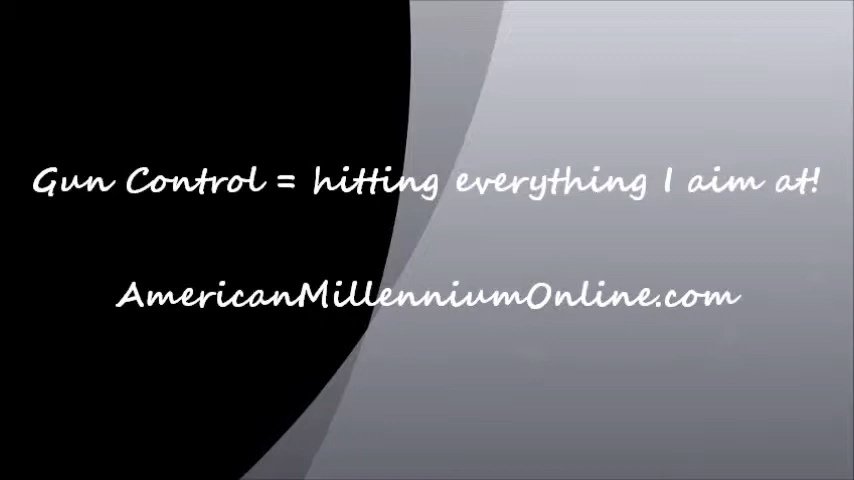 Gun Control = hitting everything I aim at!
AmericanMillenniumOnline.com